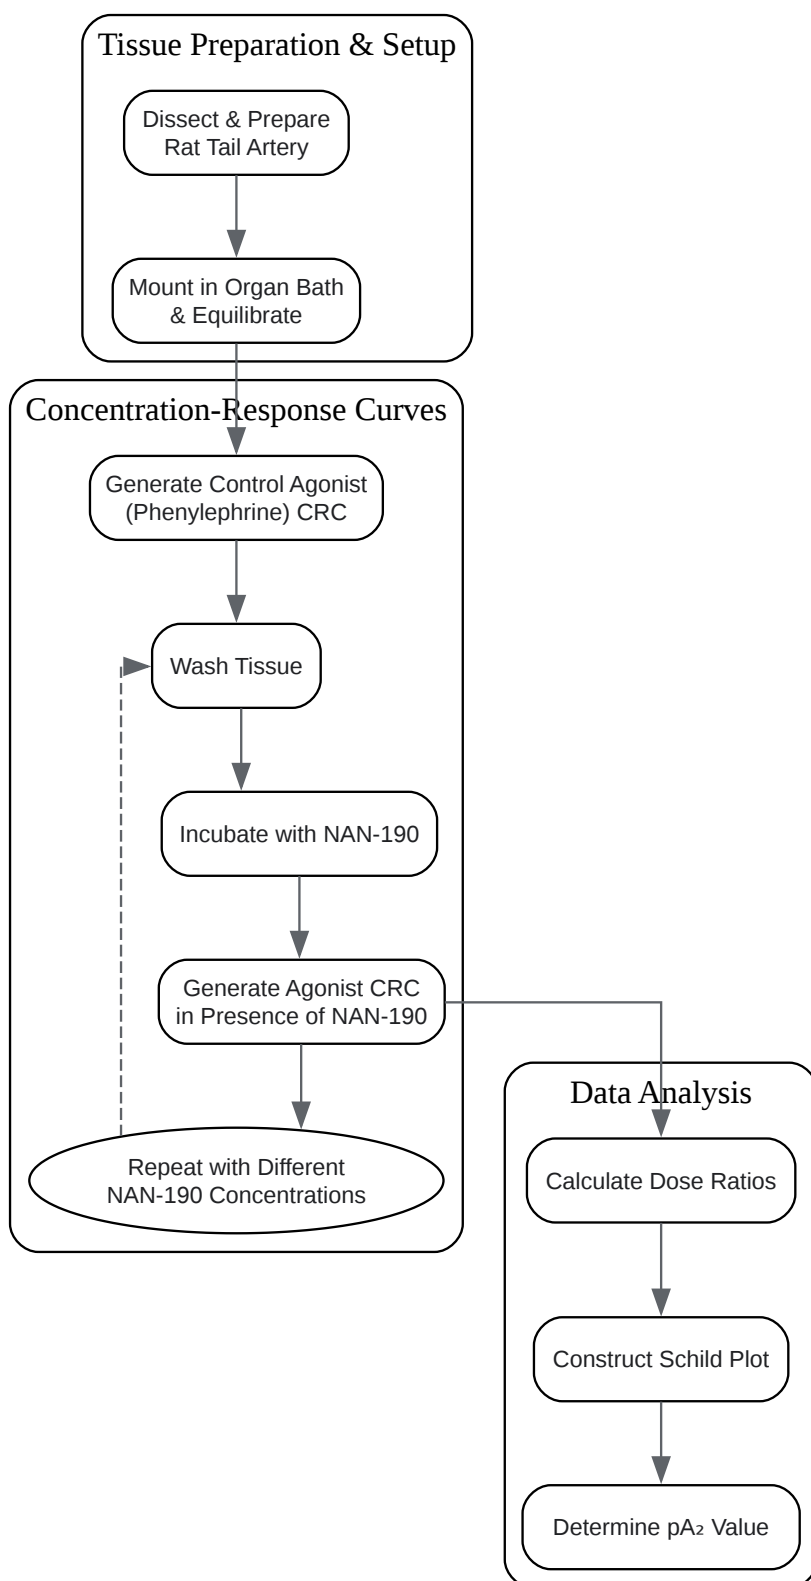 Tissue Preparation & Setup
Dissect & Prepare
Rat Tail Artery
Mount in Organ Bath
& Equilibrate
Concentration-Response Curves
Generate Control Agonist
(Phenylephrine) CRC
Wash Tissue
Incubate with NAN-190
Generate Agonist CRC
in Presence of NAN-190
Repeat with Different
NAN-190 Concentrations
Data Analysis
Calculate Dose Ratios
Construct Schild Plot
Determine pA₂ Value